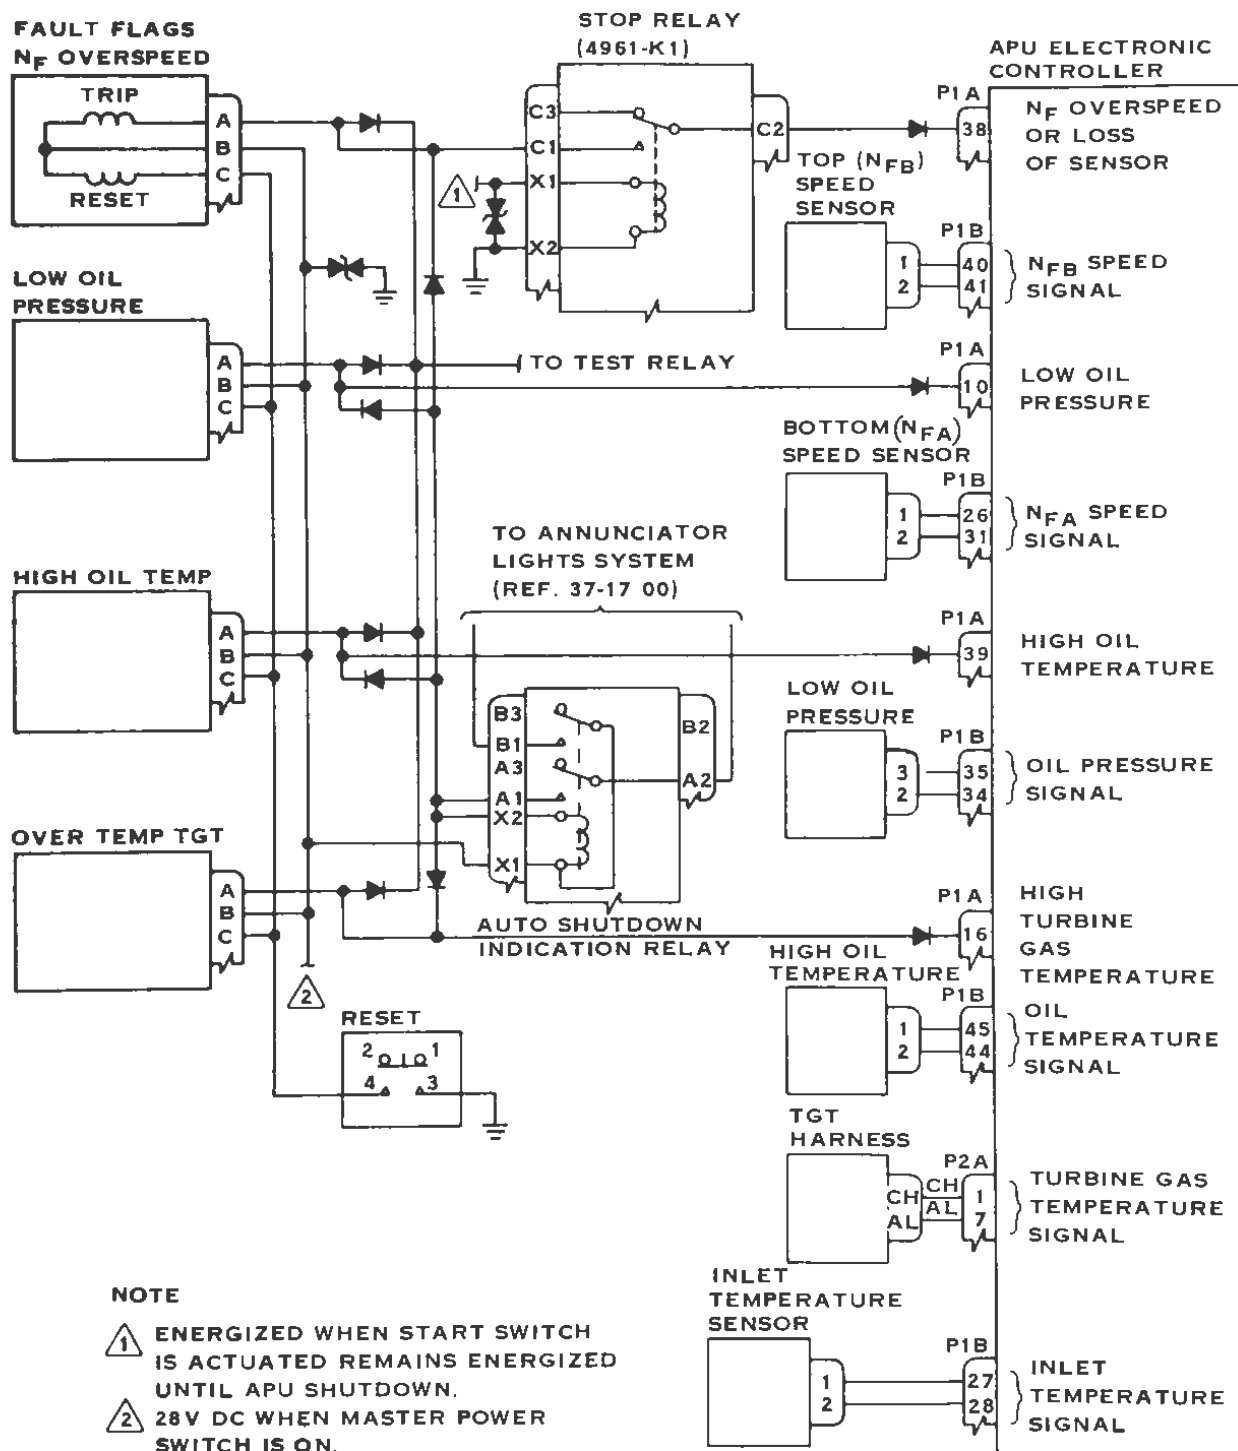 FAULT FLAGS
NF OVERSPEED
TRIP
RESET
A
B
C
STOP RELAY
(4961-K1)
C3
C1
X1
X2
C2
1
APU ELECTRONIC
CONTROLLER
P1A
38
NF OVERSPEED
OR LOSS
OF SENSOR
TOP (NFB)
SPEED
SENSOR
1
2
P1B
40
41
NFB SPEED
SIGNAL
LOW OIL
PRESSURE
A
B
C
TO TEST RELAY
P1A
10
LOW OIL
PRESSURE
BOTTOM (NFA)
SPEED SENSOR
1
2
P1B
26
31
NFA SPEED
SIGNAL
TO ANNUNCIATOR
LIGHTS SYSTEM
(REF. 37-17 00)
HIGH OIL TEMP
A
B
C
P1A
39
HIGH OIL
TEMPERATURE
B3
B1
A3
A1
X2
X1
B2
A2
AUTO SHUTDOWN
INDICATION RELAY
LOW OIL
PRESSURE
3
2
P1B
35
34
OIL PRESSURE
SIGNAL
OVER TEMP TGT
A
B
C
2
P1A
16
HIGH
TURBINE
GAS
TEMPERATURE
HIGH OIL
TEMPERATURE
1
2
P1B
45
44
OIL
TEMPERATURE
SIGNAL
RESET
2 1
4 3
TGT
HARNESS
CH
AL
CH
AL
P2A
1
7
TURBINE GAS
TEMPERATURE
SIGNAL
INLET
TEMPERATURE
SENSOR
1
2
P1B
27
28
INLET
TEMPERATURE
SIGNAL
NOTE
1 ENERGIZED WHEN START SWITCH
IS ACTUATED REMAINS ENERGIZED
UNTIL APU SHUTDOWN.
2 28V DC WHEN MASTER POWER
SWITCH IS ON.